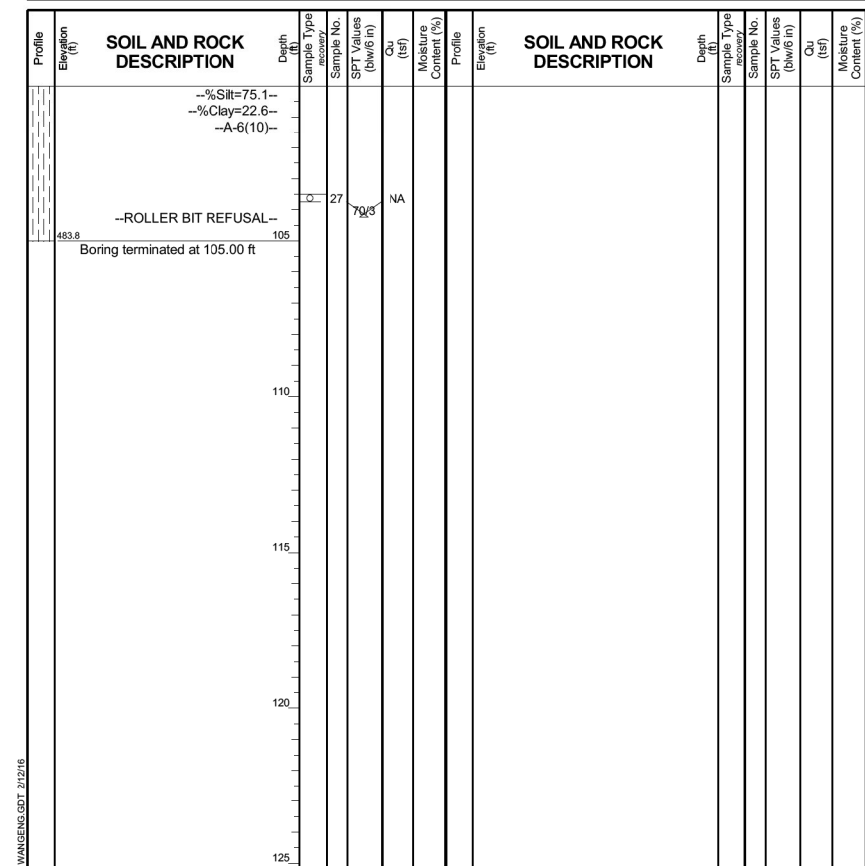 Profile
Elevation
(ft)
SOIL AND ROCK
DESCRIPTION
Depth
(ft)
Sample Type
recovery
Sample No.
SPT Values
(blw/6 in)
Qu
(tsf)
Moisture
Content (%)
Profile
Elevation
(ft)
SOIL AND ROCK
DESCRIPTION
Depth
(ft)
Sample Type
recovery
Sample No.
SPT Values
(blw/6 in)
Qu
(tsf)
Moisture
Content (%)
--%Silt=75.1--
--%Clay=22.6--
--A-6(10)--
27
70/3
NA
--ROLLER BIT REFUSAL--
483.8
105
Boring terminated at 105.00 ft
110
115
120
125
WANGENG.GDT 2/12/16